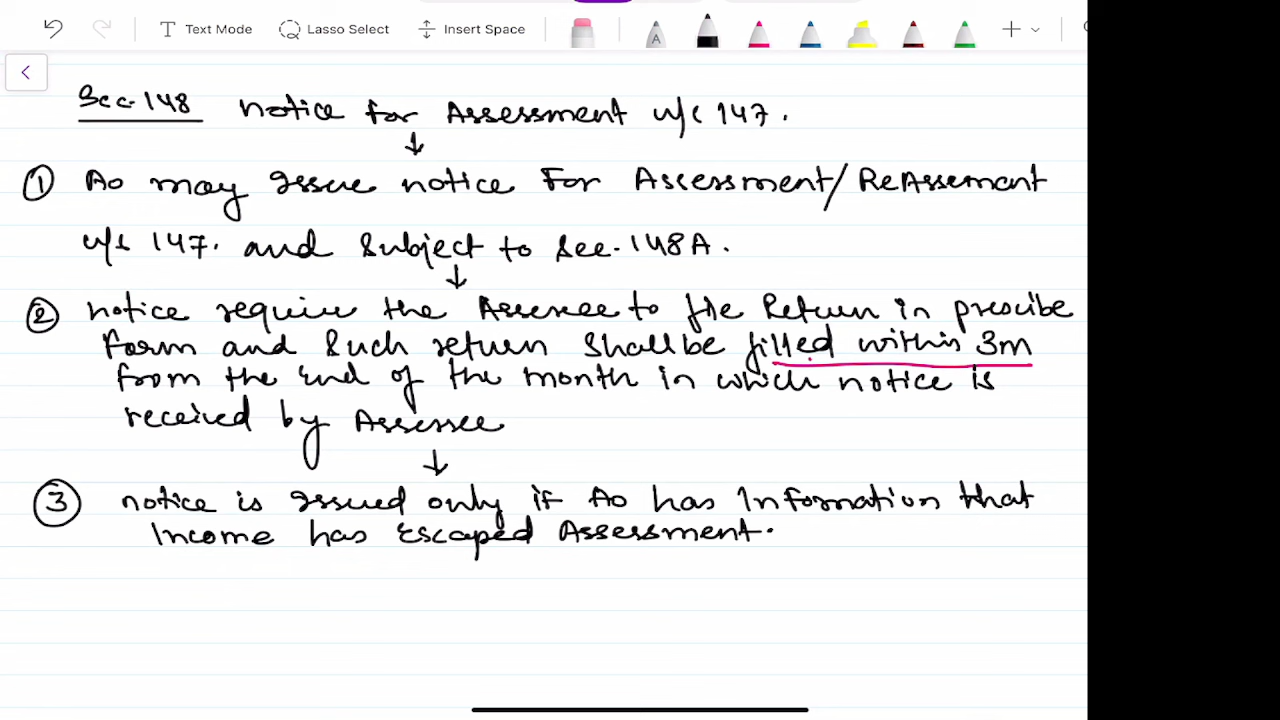 Text Mode Lasso Select Insert Space A
Sec-148 notice for Assessment u/s 147.
① Ao may issue notice For Assessment/ReAssemant
u/s 147. and Subject to Sec-148A.
② notice require the Assessee to file Return in prescibe
form and Such return Shall be filled within 3m
from the End of the month in which notice is
received by Assessee
③ notice is issued only if Ao has Information that
Income has Escaped Assessment.